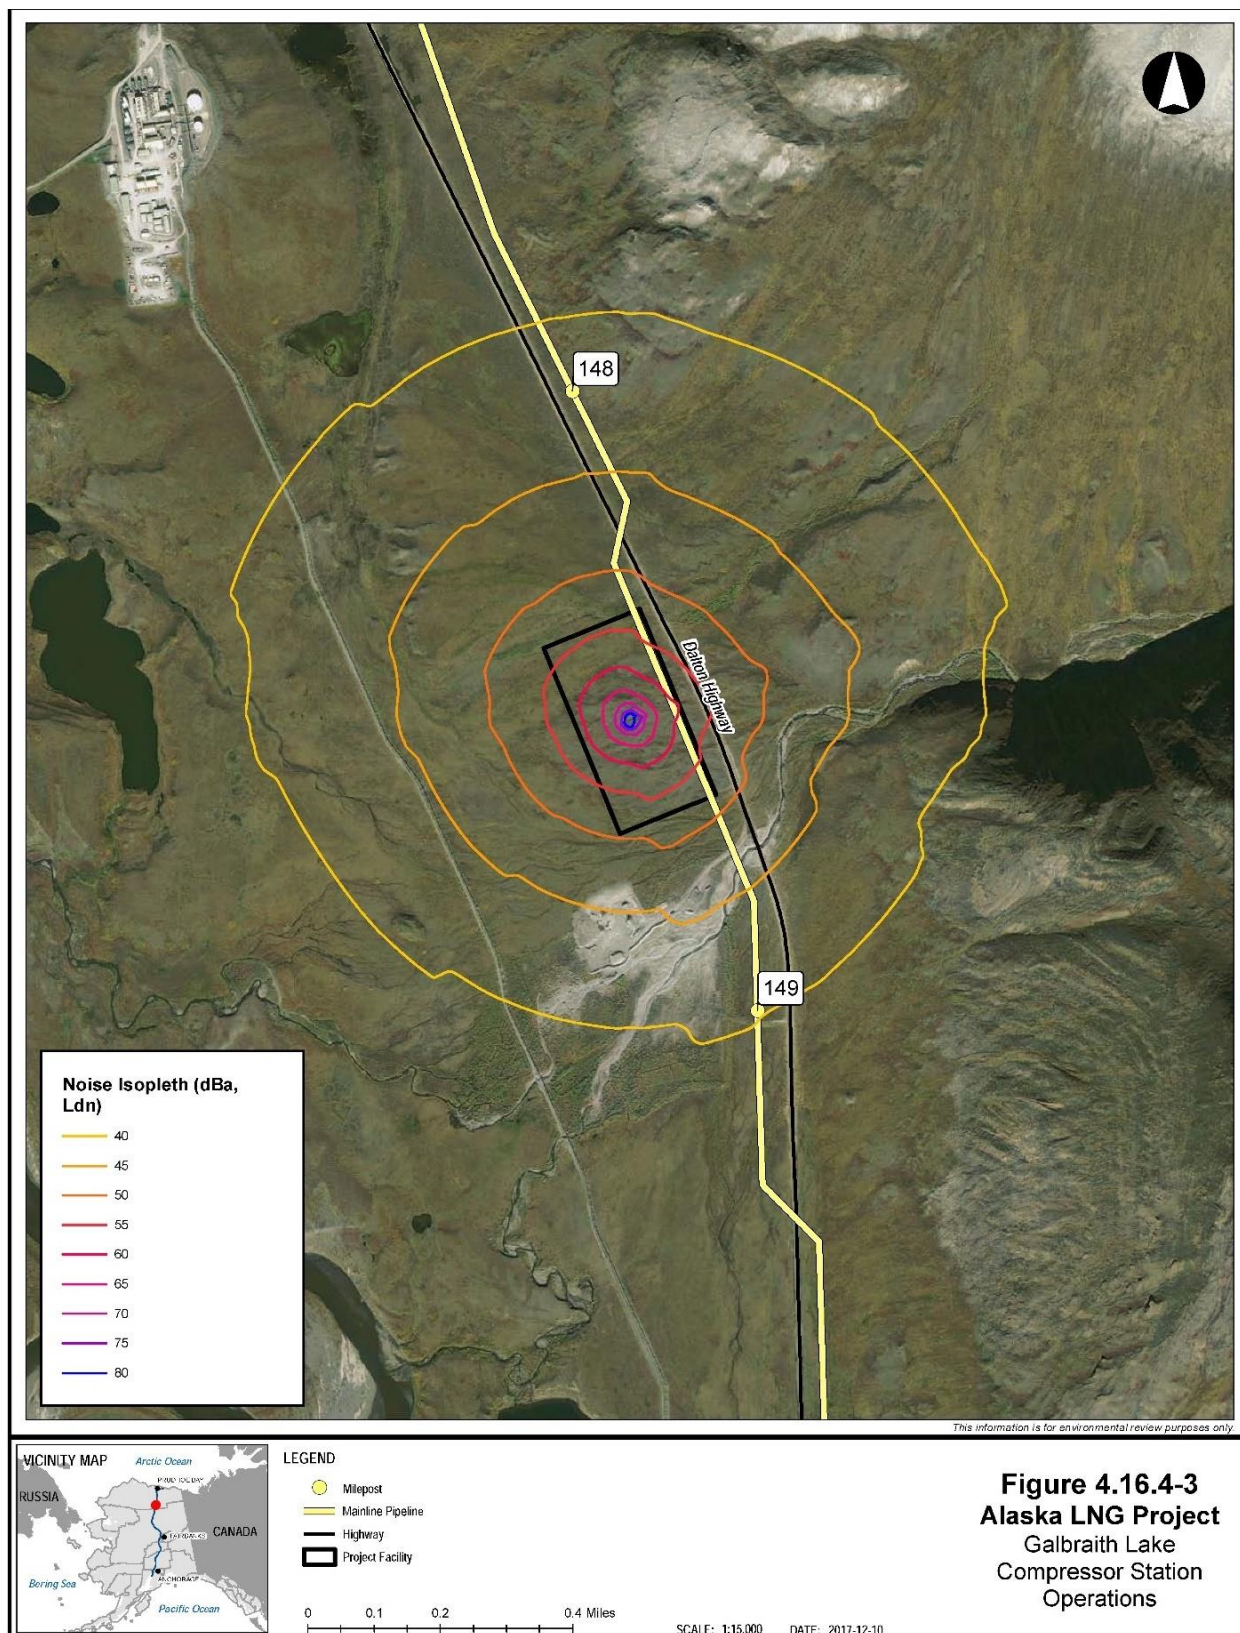 148
Dalton Highway
149
Noise Isopleth (dBa,
Ldn)
40
45
50
55
60
65
70
75
80
This information is for environmental review purposes only.
VICINITY MAP
Arctic Ocean
PRUDHOE BAY
RUSSIA
FAIRBANKS
CANADA
ANCHORAGE
Bering Sea
Pacific Ocean
LEGEND
Milepost
Mainline Pipeline
Highway
Project Facility
0 0.1 0.2 0.4 Miles
SCALE: 1:15,000 DATE: 2017-12-10
Figure 4.16.4-3
Alaska LNG Project
Galbraith Lake
Compressor Station
Operations